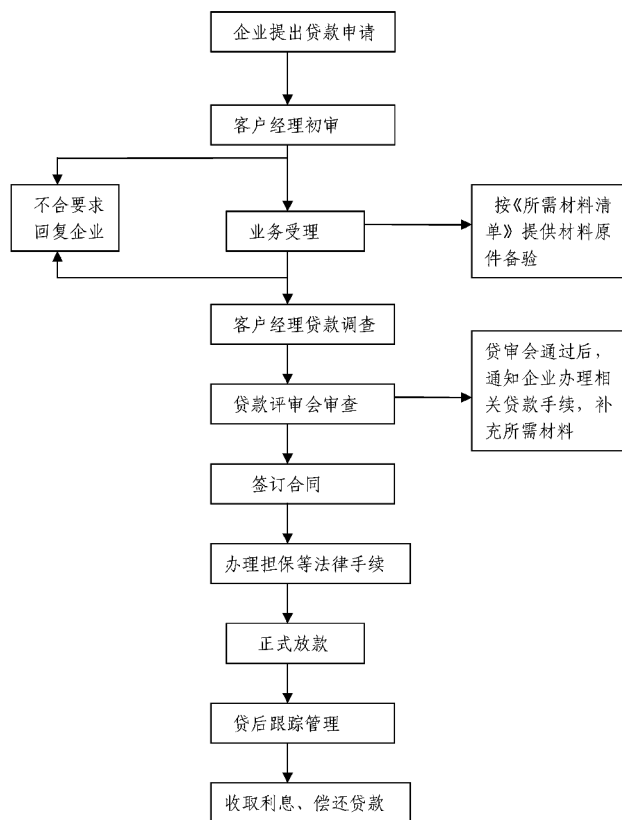 企业提出贷款申请
客户经理初审
不合要求
回复企业
业务受理
按《所需材料清
单》提供材料原
件备验
客户经理贷款调查
贷款评审会审查
贷审会通过后，
通知企业办理相
关贷款手续，补
充所需材料
签订合同
办理担保等法律手续
正式放款
贷后跟踪管理
收取利息、偿还贷款